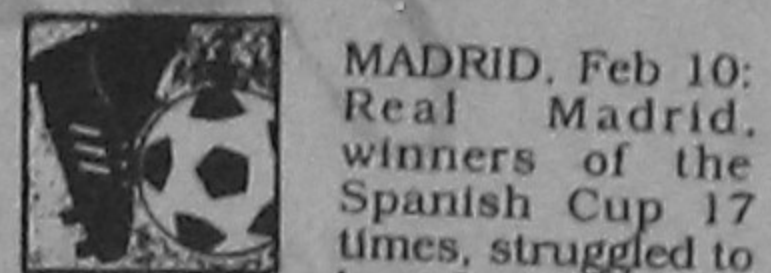 MADRID, Feb 10:
Real Madrid,
winners of the
Spanish Cup 17
times, struggled to